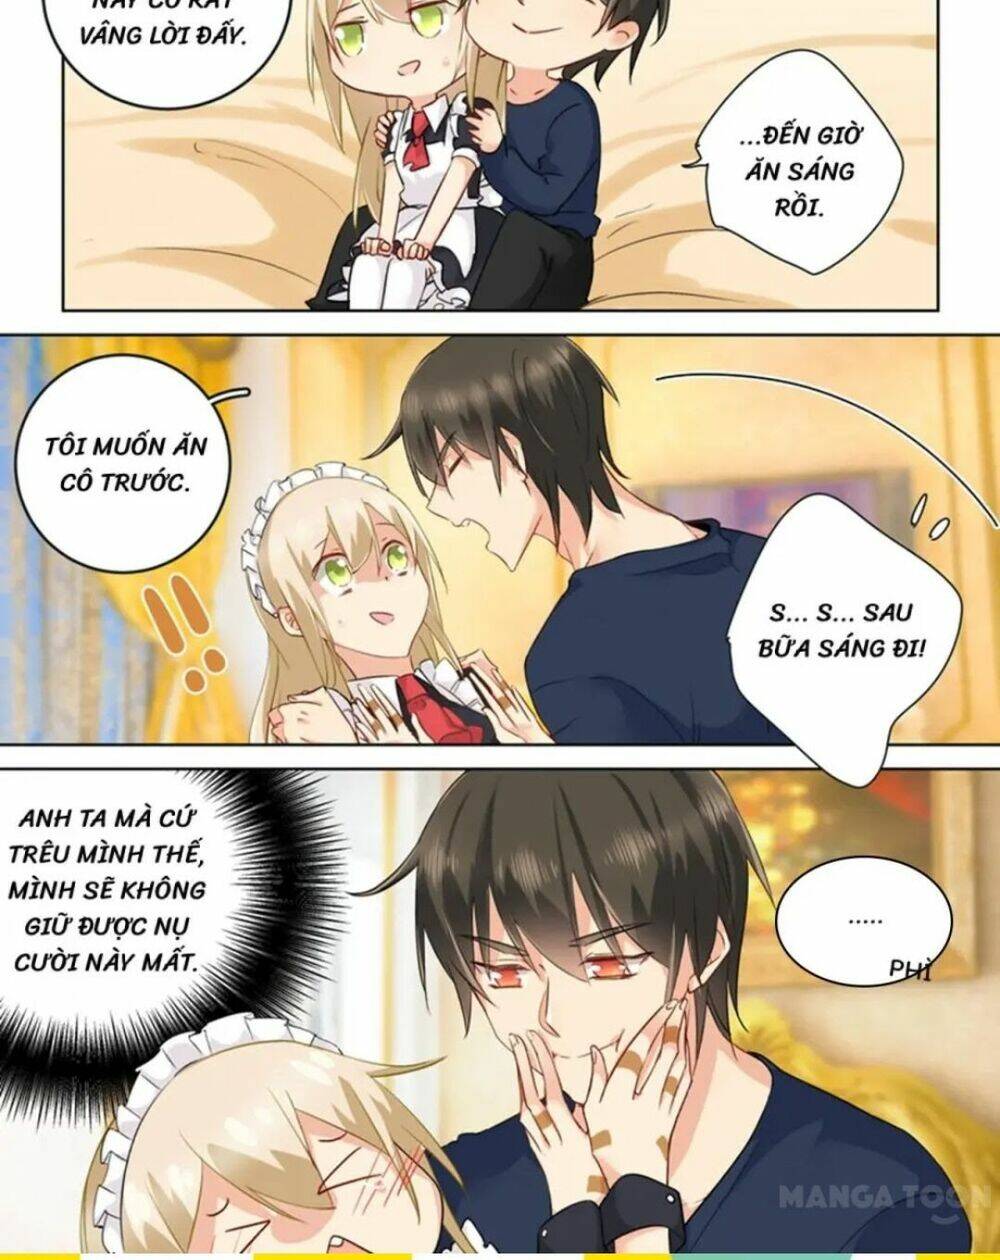 VÂNG LỜI ĐẤY.
...ĐẾN GIỜ
ĂN SÁNG
RỒI.
TÔI MUỐN ĂN
CÔ TRƯỚC.
!!
S... S... SAU
BỮA SÁNG ĐI!
ANH TA MÀ CỨ
TRÊU MÌNH THẾ,
MÌNH SẼ KHÔNG
GIỮ ĐƯỢC NỤ
CƯỜI NÀY MẤT.
.....
PHÌ
MANGA TOON